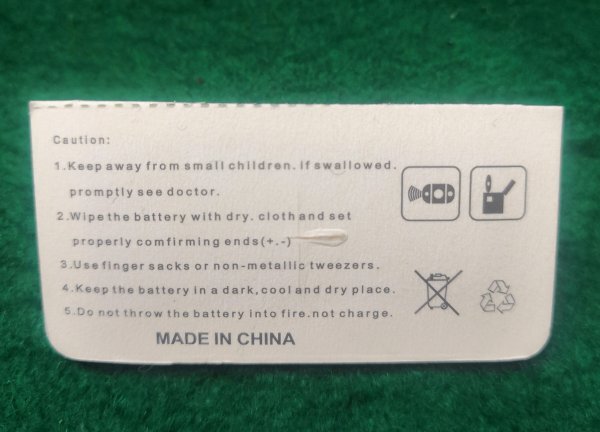 Caution:
1.Keep away from small children. if swallowed.
promptly see doctor.
2.Wipe the battery with dry. cloth and set
properly comfirming ends(+.-)
3.Use finger sacks or non-metallic tweezers.
4.Keep the battery in a dark, cool and dry place.
5.Do not throw the battery into fire. not charge.
MADE IN CHINA